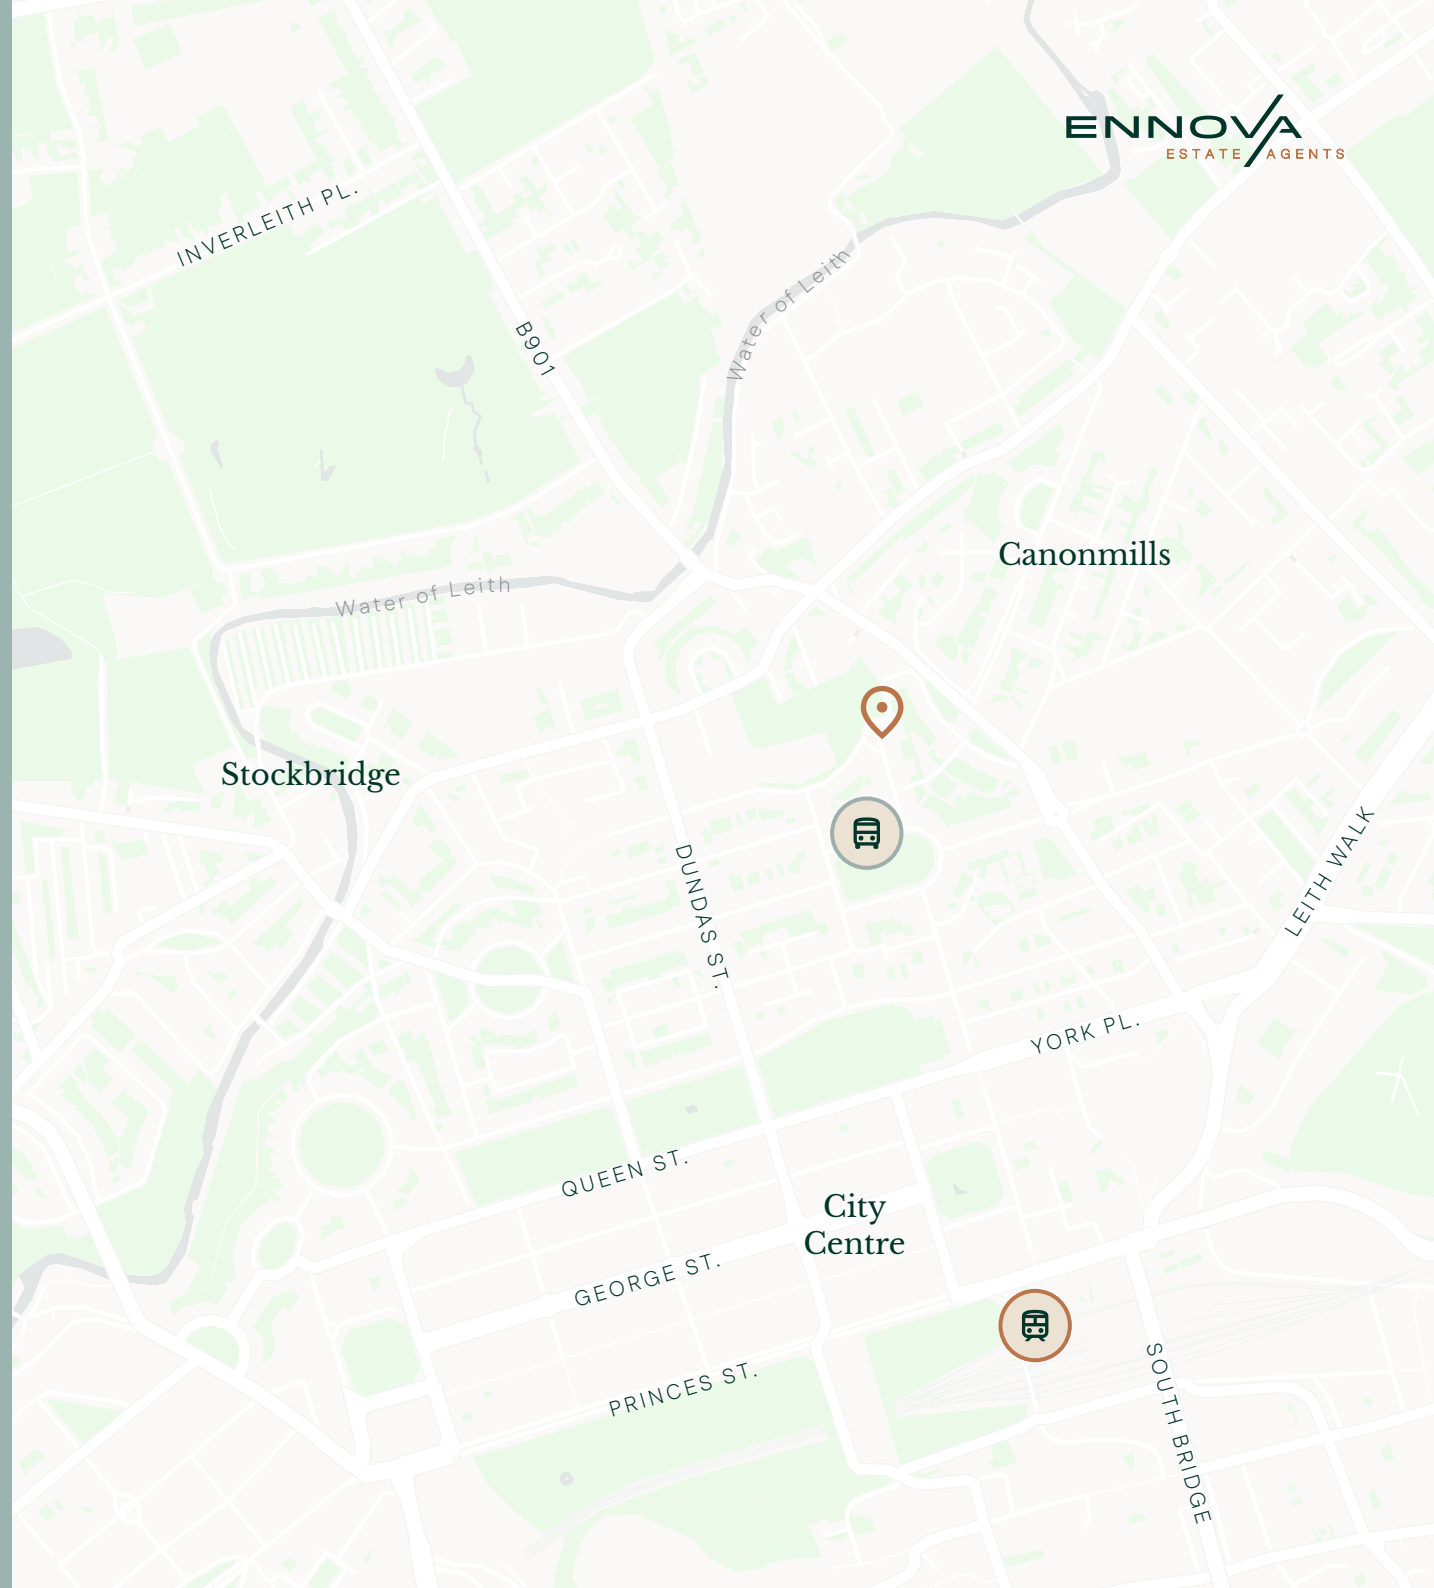 ENNOVA
ESTATE AGENTS
INVERLEITH PL.
B901
Water of Leith
Canonmills
Water of Leith
Stockbridge
DUNDAS ST.
LEITH WALK
YORK PL.
QUEEN ST.
City
Centre
GEORGE ST.
PRINCES ST.
SOUTH BRIDGE